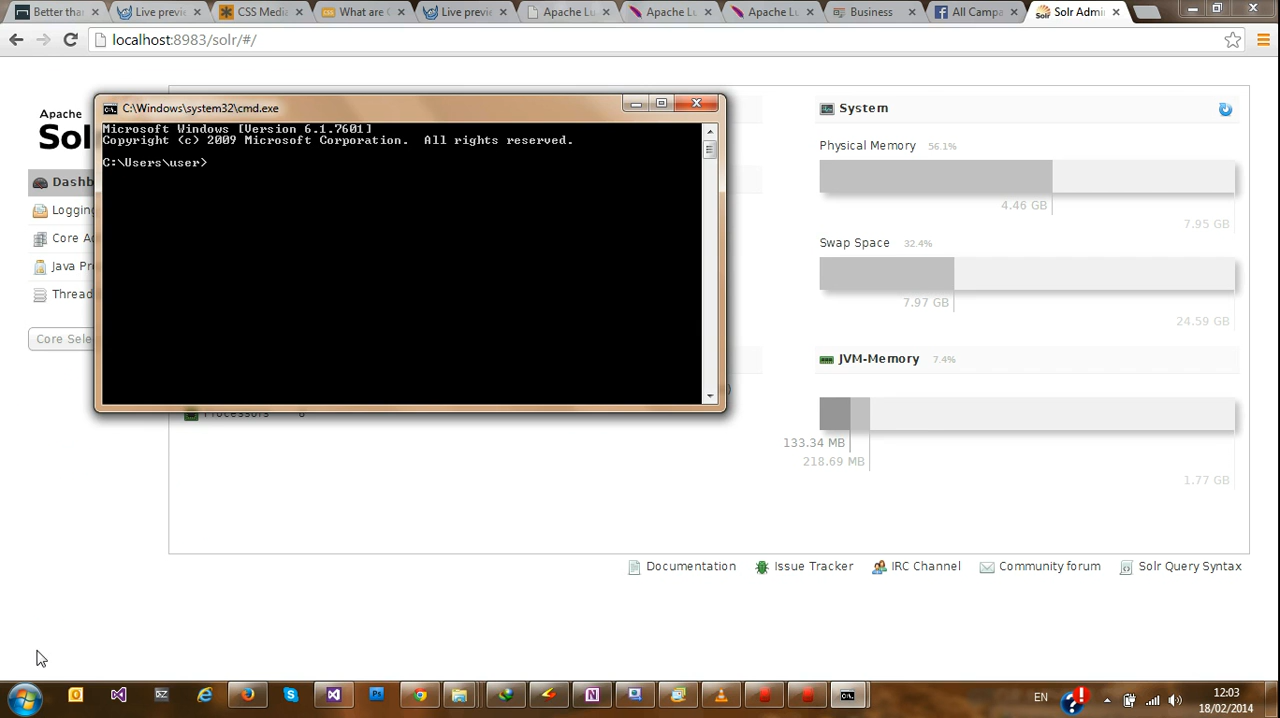 Better than
Live previe
CSS Media
What are C
Live previe
Apache Lu
Apache Lu
Apache Lu
Business
All Campa
Solr Admi
localhost:8983/solr/#/
C:\Windows\system32\cmd.exe
Microsoft Windows [Version 6.1.7601]
Copyright (c) 2009 Microsoft Corporation. All rights reserved.
C:\Users\user>
Apache
Sol
Dashb
Logging
Core Ad
Java Pr
Thread
Core Sele
Processors
System
Physical Memory 56.1%
4.46 GB
7.95 GB
Swap Space 32.4%
7.97 GB
24.59 GB
JVM-Memory 7.4%
133.34 MB
218.69 MB
1.77 GB
Documentation
Issue Tracker
IRC Channel
Community forum
Solr Query Syntax
EN
12:03
18/02/2014